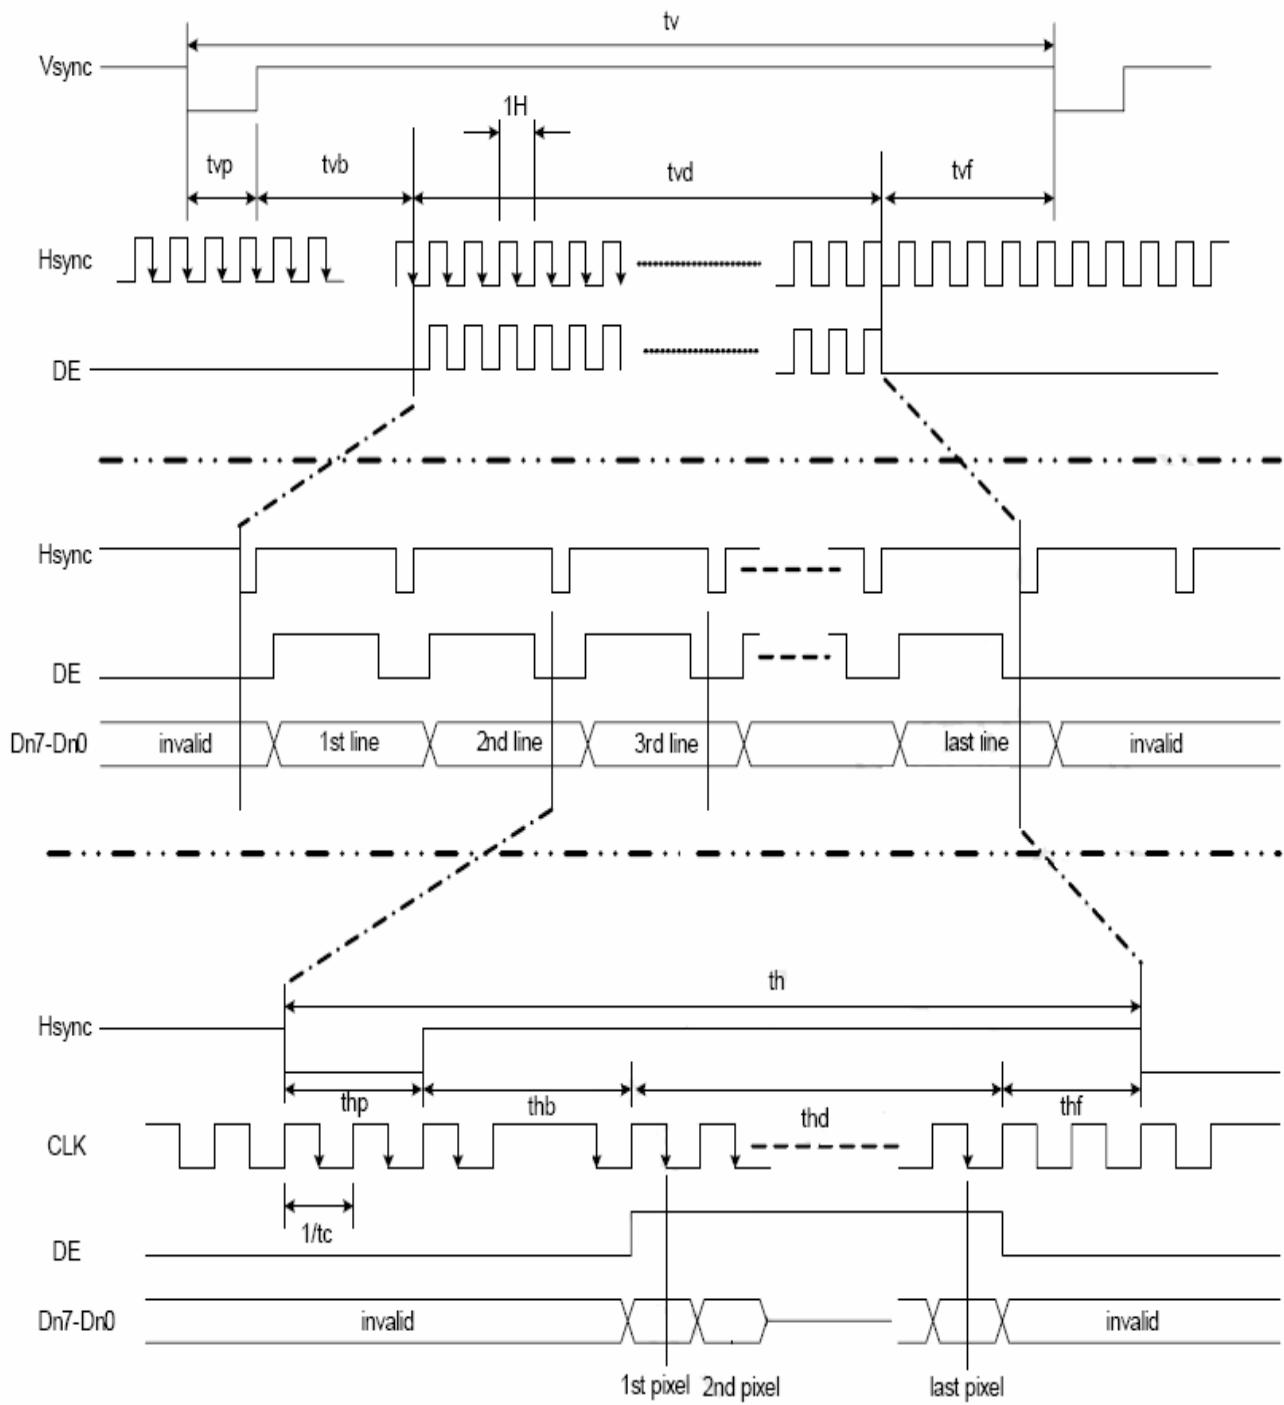 tv
Vsync
1H
tvp tvb tvd tvf
Hsync
DE
Hsync
DE
Dn7-Dn0 invalid 1st line 2nd line 3rd line last line invalid
th
Hsync
thp thb thd thf
CLK
1/tc
DE
Dn7-Dn0 invalid invalid
1st pixel 2nd pixel last pixel